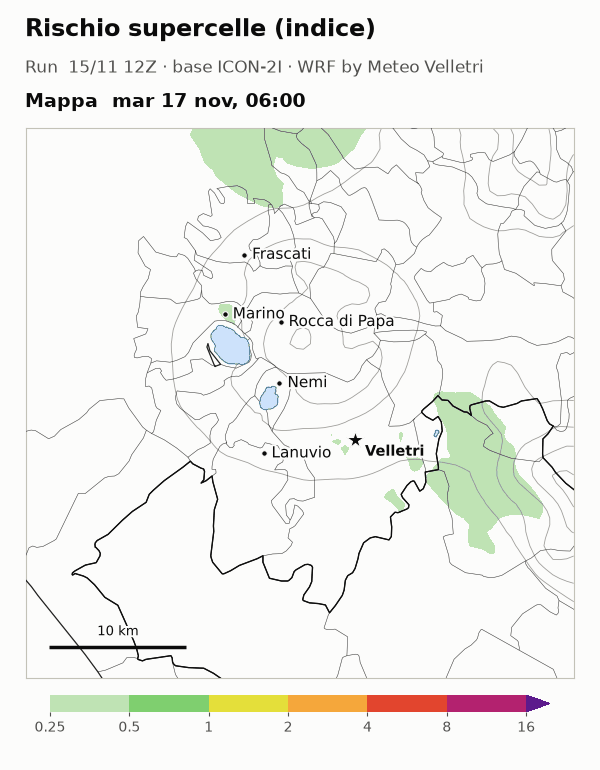 Rischio supercelle (indice)
Run  15/11 12Z · base ICON-2I · WRF by Meteo Velletri
Mappa  mar 17 nov, 06:00
Frascati
Marino
Rocca di Papa
Nemi
Velletri
Lanuvio
10 km
0.25 0.5 1 2 4 8 16